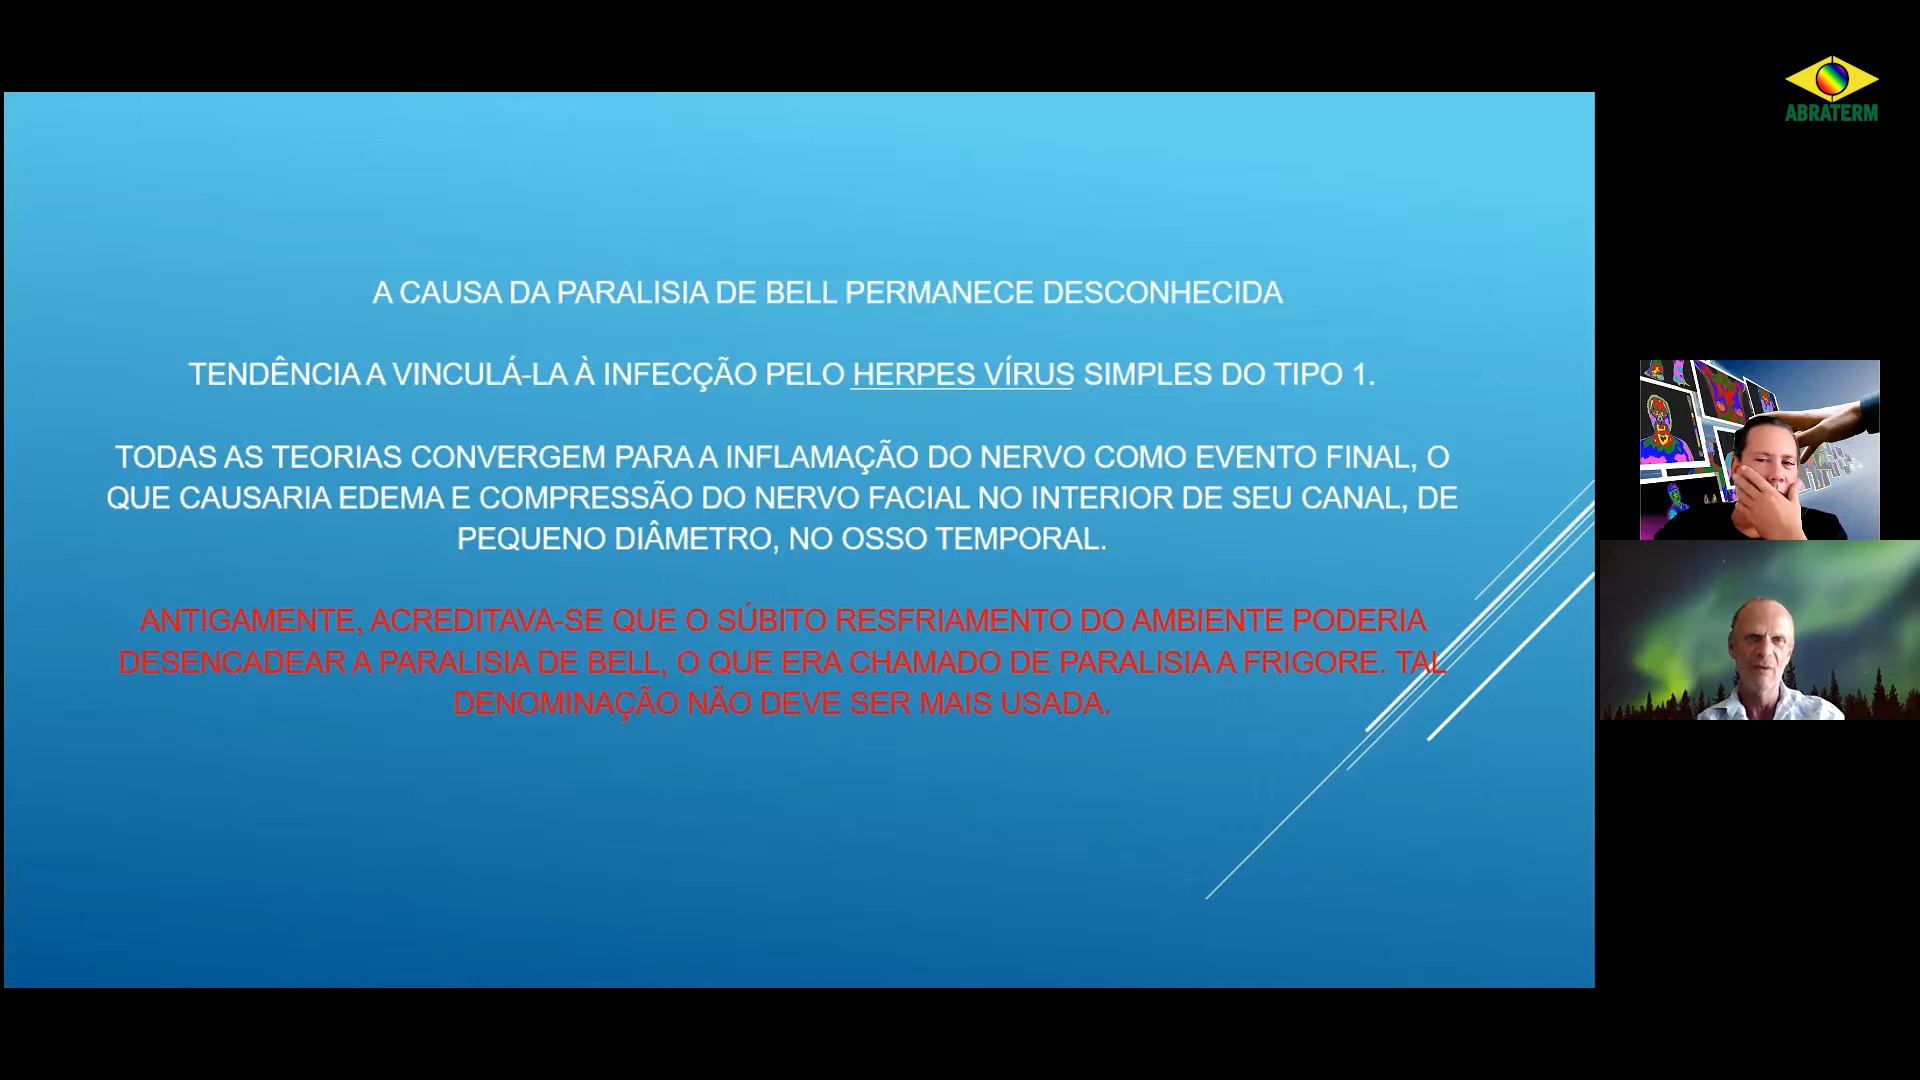 ABRATERM
A CAUSA DA PARALISIA DE BELL PERMANECE DESCONHECIDA
TENDÊNCIA A VINCULÁ-LA À INFECÇÃO PELO HERPES VÍRUS SIMPLES DO TIPO 1.
TODAS AS TEORIAS CONVERGEM PARA A INFLAMAÇÃO DO NERVO COMO EVENTO FINAL, O
QUE CAUSARIA EDEMA E COMPRESSÃO DO NERVO FACIAL NO INTERIOR DE SEU CANAL, DE
PEQUENO DIÂMETRO, NO OSSO TEMPORAL.
ANTIGAMENTE, ACREDITAVA-SE QUE O SÚBITO RESFRIAMENTO DO AMBIENTE PODERIA
DESENCADEAR A PARALISIA DE BELL, O QUE ERA CHAMADO DE PARALISIA A FRIGORE. TAL
DENOMINAÇÃO NÃO DEVE SER MAIS USADA.